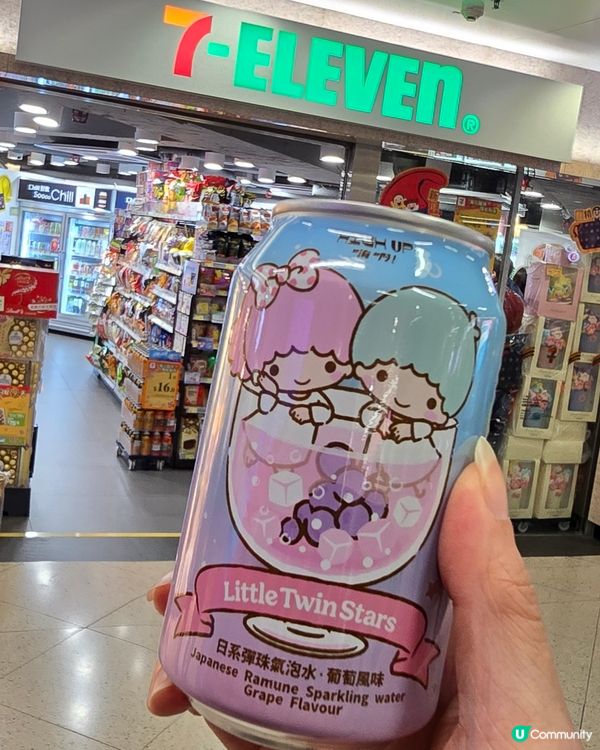 7-ELEVEN®
Chill
$16
Little Twin Stars
日系彈珠氣泡水·葡萄風味
Japanese Ramune Sparkling water
Grape Flavour
U Community